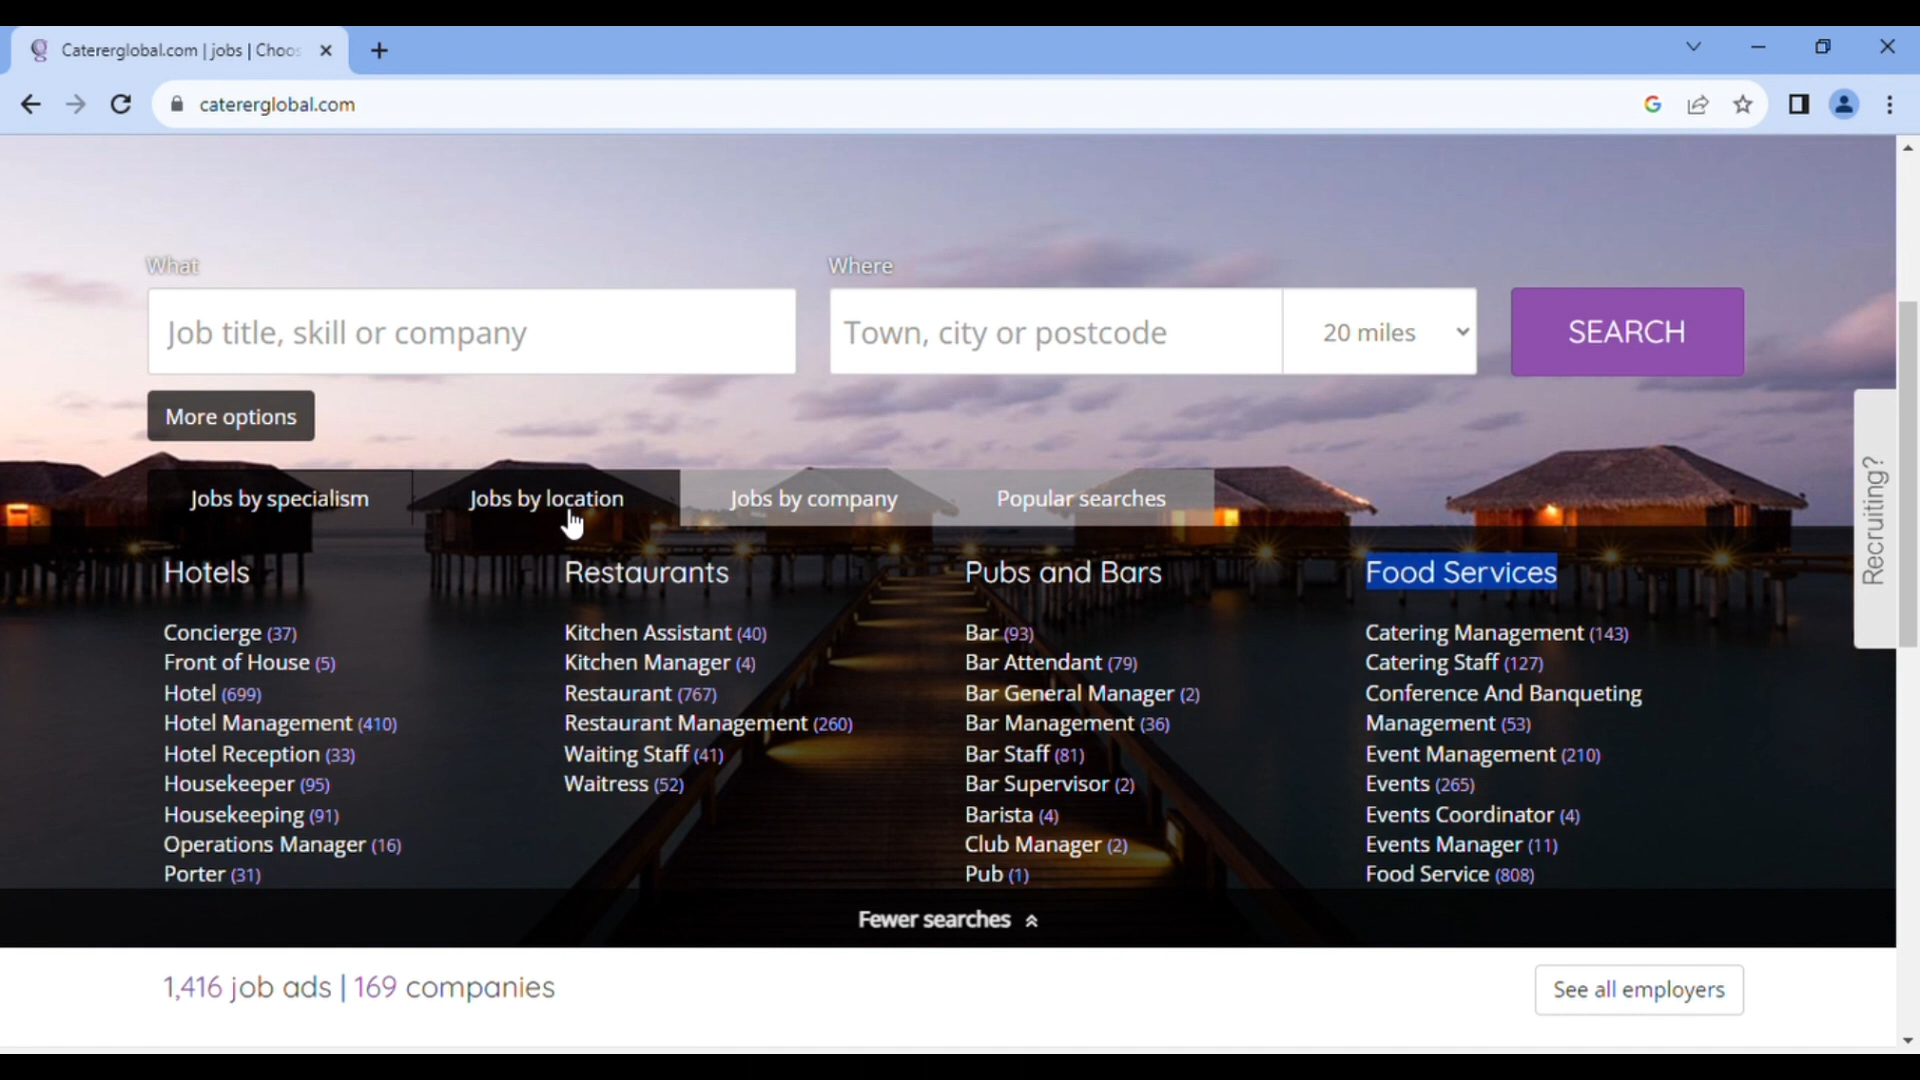 Catererglobal.com | jobs | Choos
catererglobal.com
What
Where
Job title, skill or company
Town, city or postcode
20 miles
SEARCH
More options
Recruiting?
Jobs by specialism
Jobs by location
Jobs by company
Popular searches
Hotels
Concierge (37)
Front of House (5)
Hotel (699)
Hotel Management (410)
Hotel Reception (33)
Housekeeper (95)
Housekeeping (91)
Operations Manager (16)
Porter (31)
Restaurants
Kitchen Assistant (40)
Kitchen Manager (4)
Restaurant (767)
Restaurant Management (260)
Waiting Staff (41)
Waitress (52)
Pubs and Bars
Bar (93)
Bar Attendant (79)
Bar General Manager (2)
Bar Management (36)
Bar Staff (81)
Bar Supervisor (2)
Barista (4)
Club Manager (2)
Pub (1)
Food Services
Catering Management (143)
Catering Staff (127)
Conference And Banqueting
Management (53)
Event Management (210)
Events (265)
Events Coordinator (4)
Events Manager (11)
Food Service (808)
Fewer searches
1,416 job ads | 169 companies
See all employers